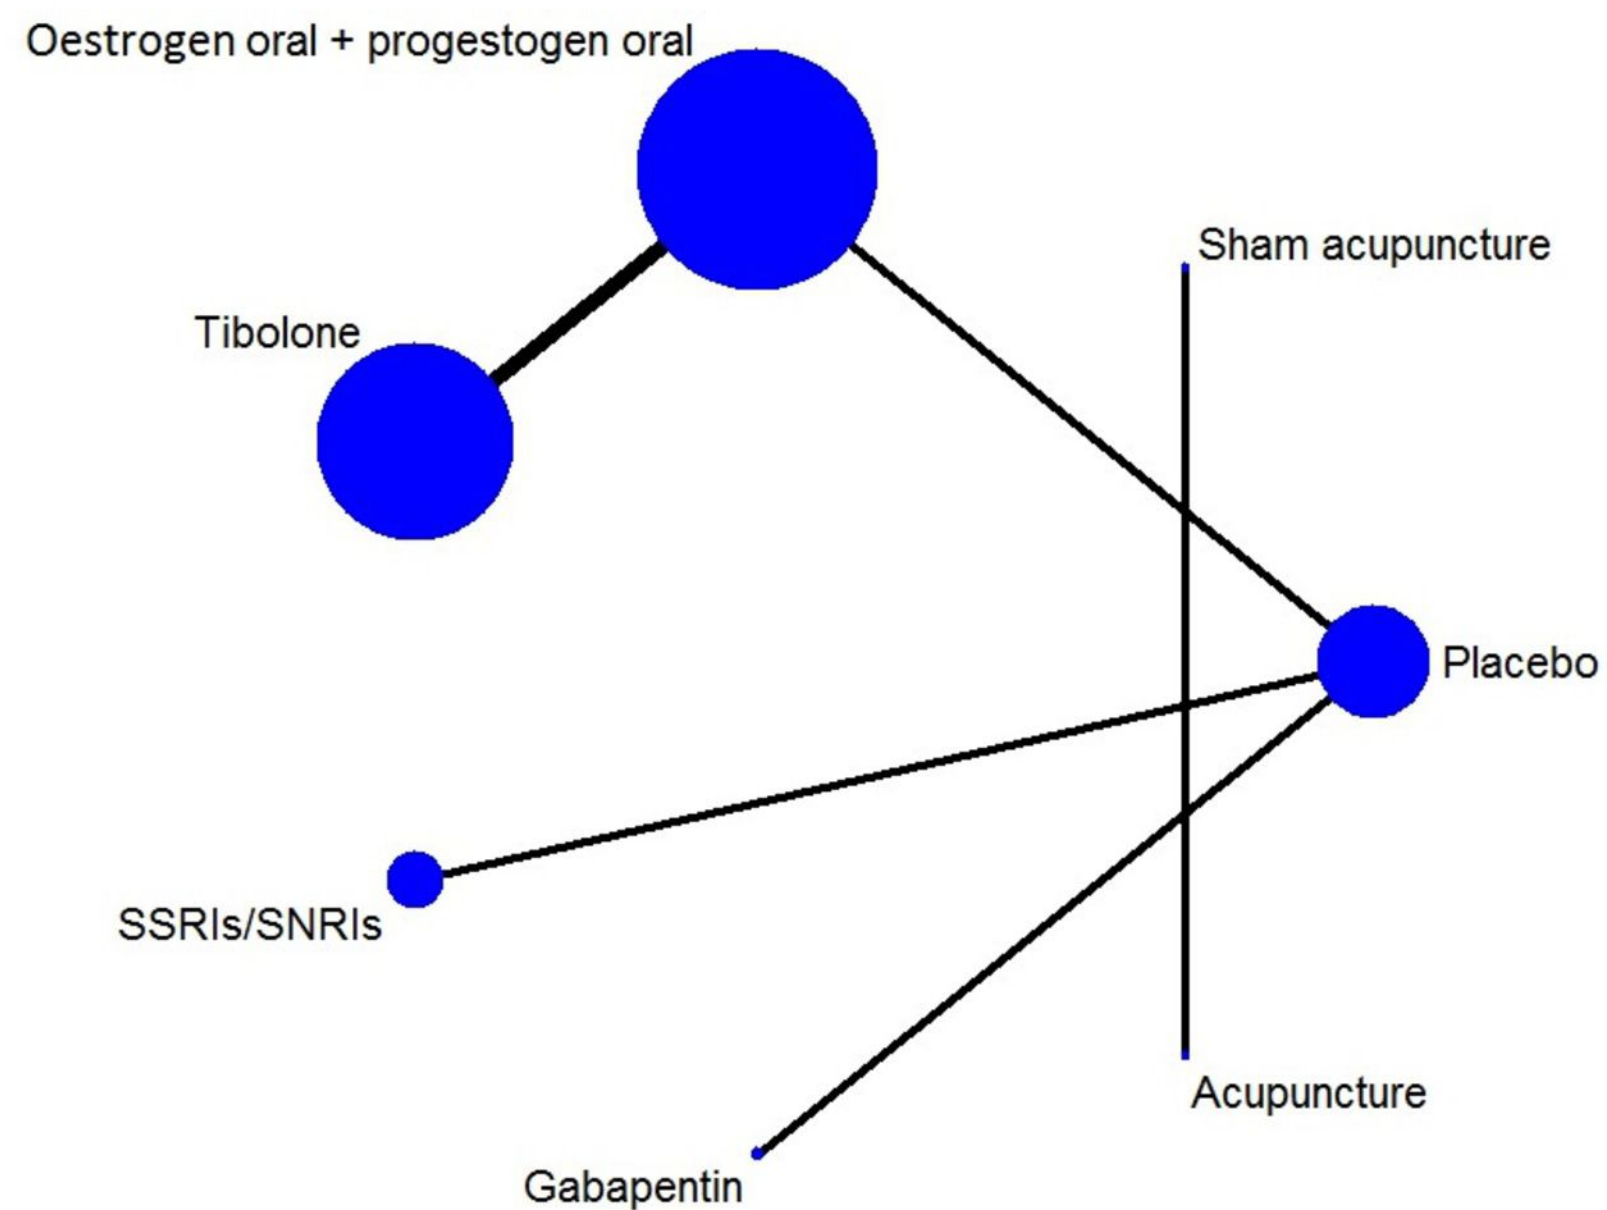 Oestrogen oral + progestogen oral
Sham acupuncture
Tibolone
Placebo
SSRIs/SNRIs
Acupuncture
Gabapentin